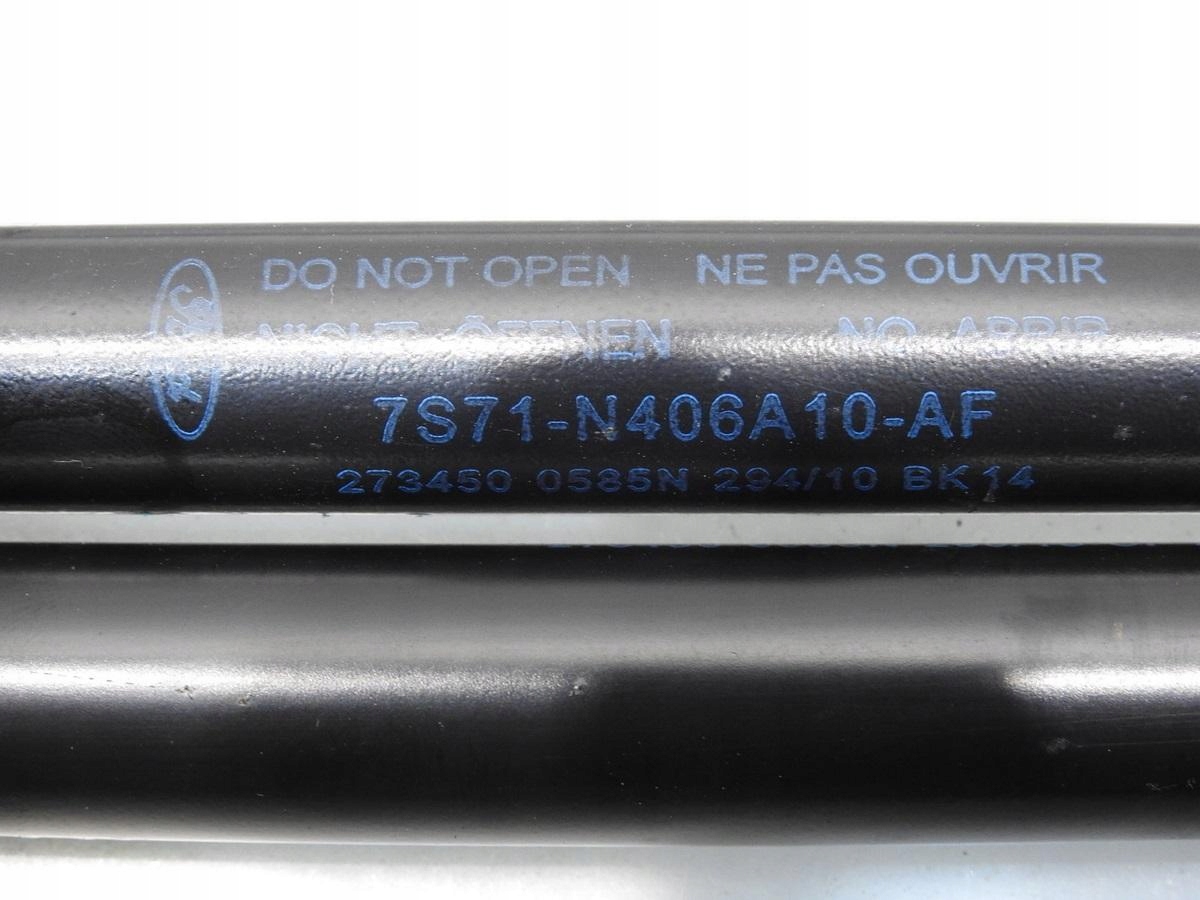 DO NOT OPEN NE PAS OUVRIR
NICHT ÖFFNEN NO ABRIR
7S71-N406A10-AF
273450 0585N 294/10 BK14